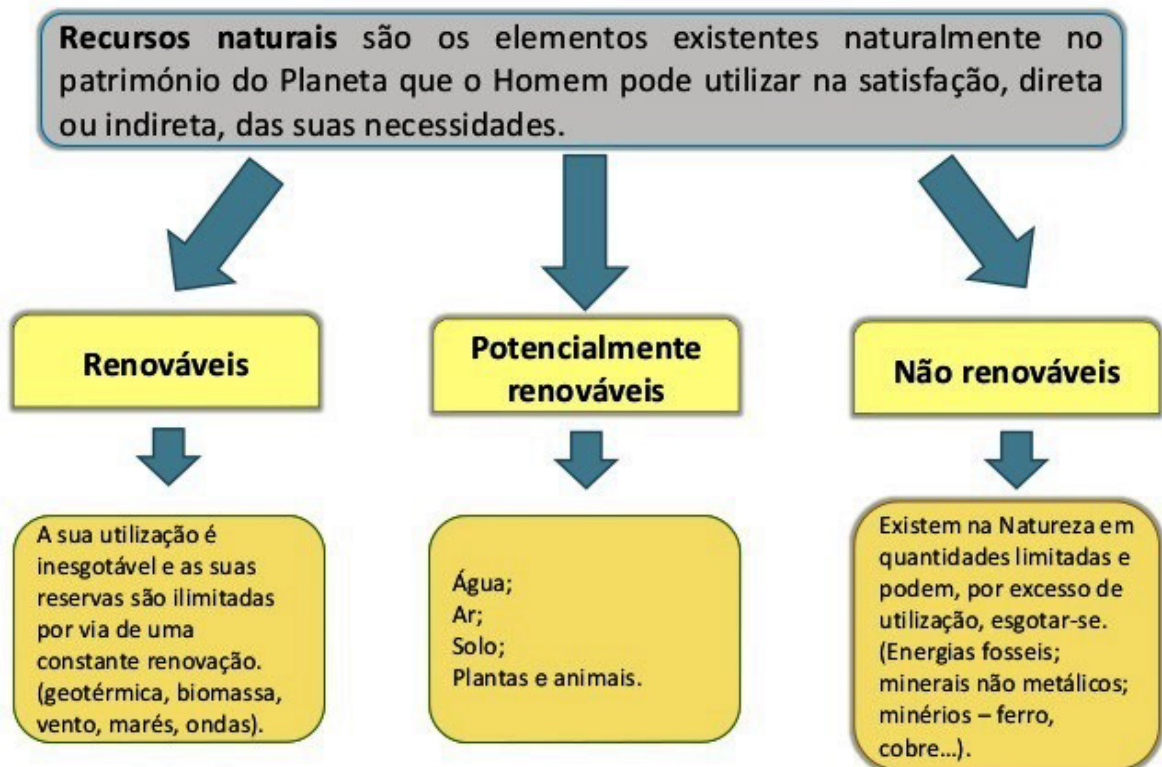 Recursos naturais são os elementos existentes naturalmente no
património do Planeta que o Homem pode utilizar na satisfação, direta
ou indireta, das suas necessidades.
Renováveis
Potencialmente
renováveis
Não renováveis
A sua utilização é
inesgotável e as suas
reservas são ilimitadas
por via de uma
constante renovação.
(geotérmica, biomassa,
vento, marés, ondas).
Água;
Ar;
Solo;
Plantas e animais.
Existem na Natureza em
quantidades limitadas e
podem, por excesso de
utilização, esgotar-se.
(Energias fosseis;
minerais não metálicos;
minérios – ferro,
cobre...).